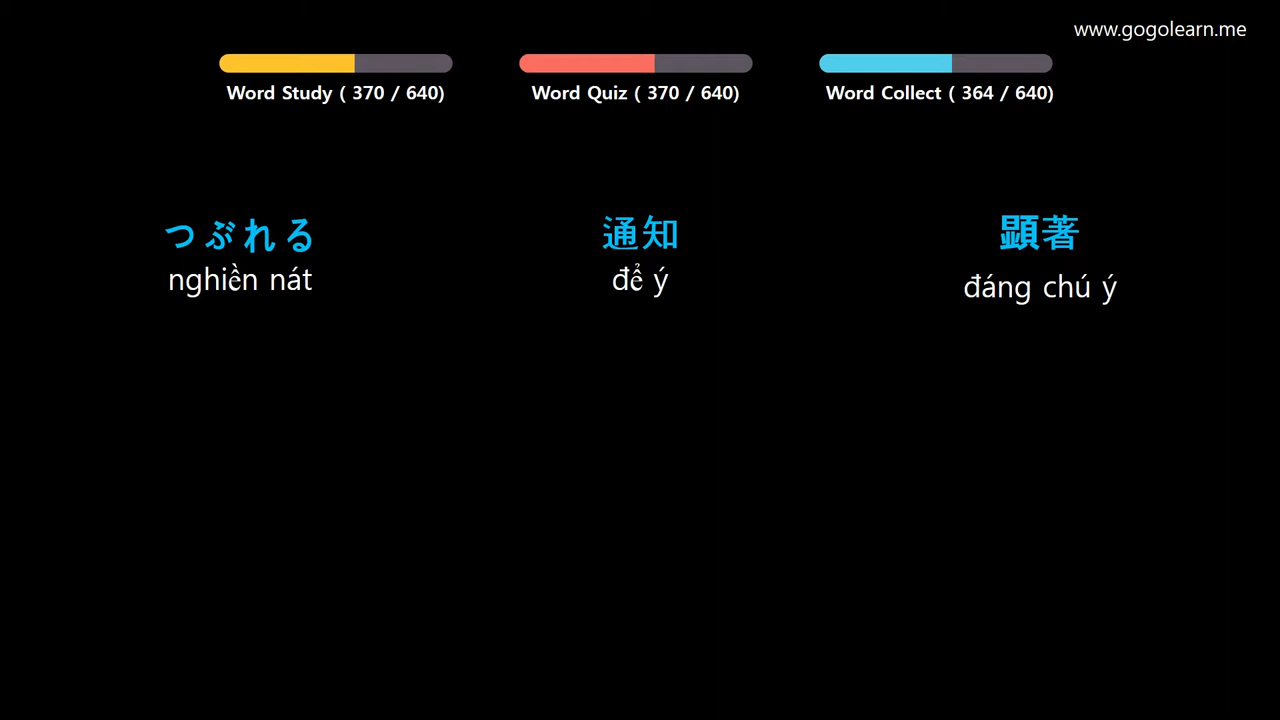 www.gogolearn.me
Word Study ( 370 / 640)
Word Quiz ( 370 / 640)
Word Collect ( 364 / 640)
つぶれる
nghiền nát
通知
để ý
顕著
đáng chú ý